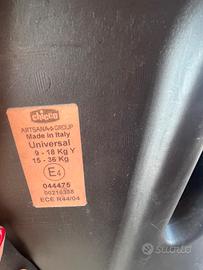 chicco
ARTSANA GROUP
Made in Italy
Universal
9 - 18 Kg Y
15 - 36 Kg
E4
044475
00216388
ECE R44/04
subito